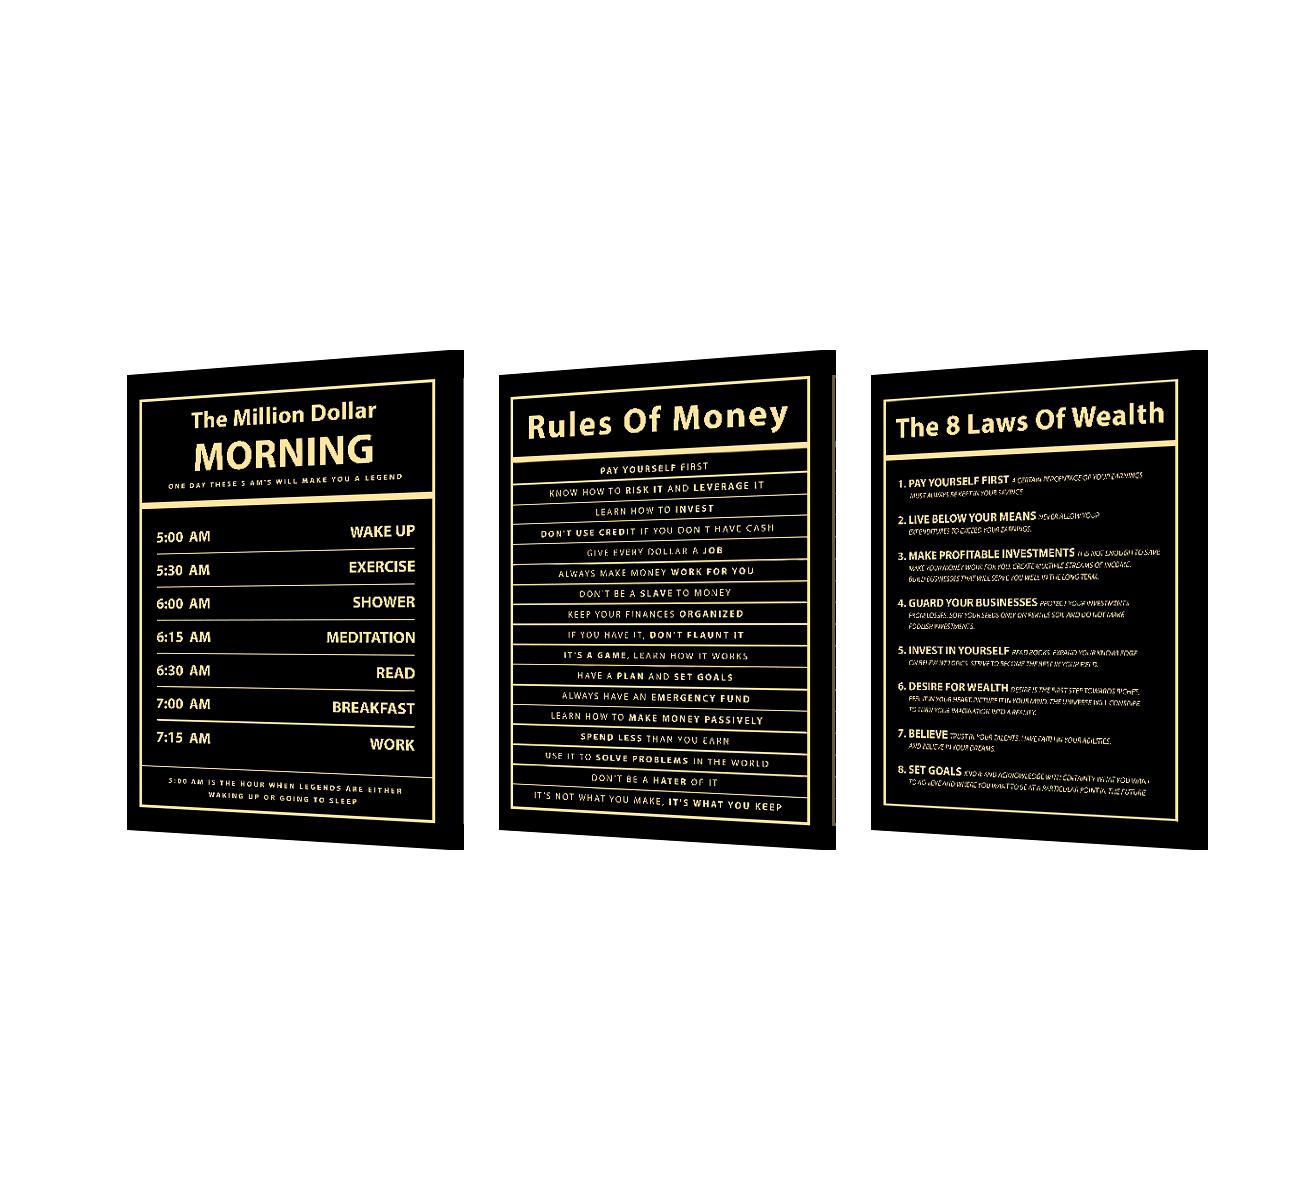 The Million Dollar
MORNING
ONE DAY THESE 5 AM'S WILL MAKE YOU A LEGEND
5:00 AM WAKE UP
5:30 AM EXERCISE
6:00 AM SHOWER
6:15 AM MEDITATION
6:30 AM READ
7:00 AM BREAKFAST
7:15 AM WORK
5:00 AM IS THE HOUR WHEN LEGENDS ARE EITHER
WAKING UP OR GOING TO SLEEP
Rules Of Money
PAY YOURSELF FIRST
KNOW HOW TO RISK IT AND LEVERAGE IT
LEARN HOW TO INVEST
DON'T USE CREDIT IF YOU DON'T HAVE CASH
GIVE EVERY DOLLAR A JOB
ALWAYS MAKE MONEY WORK FOR YOU
DON'T BE A SLAVE TO MONEY
KEEP YOUR FINANCES ORGANIZED
IF YOU HAVE IT, DON'T FLAUNT IT
IT'S A GAME, LEARN HOW IT WORKS
HAVE A PLAN AND SET GOALS
ALWAYS HAVE AN EMERGENCY FUND
LEARN HOW TO MAKE MONEY PASSIVELY
SPEND LESS THAN YOU EARN
USE IT TO SOLVE PROBLEMS IN THE WORLD
DON'T BE A HATER OF IT
IT'S NOT WHAT YOU MAKE, IT'S WHAT YOU KEEP
The 8 Laws Of Wealth
1. PAY YOURSELF FIRST A CERTAIN PERCENTAGE OF YOUR EARNINGS
MUST ALWAYS BE KEPT IN YOUR SAVINGS.
2. LIVE BELOW YOUR MEANS NEVER ALLOW YOUR
EXPENDITURES TO EXCEED YOUR EARNINGS.
3. MAKE PROFITABLE INVESTMENTS IT IS NOT ENOUGH TO SAVE
MAKE YOUR MONEY WORK FOR YOU. CREATE MULTIPLE STREAMS OF INCOME.
BUILD BUSINESSES THAT WILL SERVE YOU WELL IN THE LONG TERM.
4. GUARD YOUR BUSINESSES PROTECT YOUR INVESTMENTS
FROM LOSSES. SOW YOUR SEEDS ONLY ON FERTILE SOIL AND DO NOT MAKE
FOOLISH INVESTMENTS.
5. INVEST IN YOURSELF READ BOOKS. EXPAND YOUR KNOWLEDGE
ON RELEVANT TOPICS. STRIVE TO BECOME THE BEST IN YOUR FIELD.
6. DESIRE FOR WEALTH DESIRE IS THE FIRST STEP TOWARDS RICHES.
FEEL IT IN YOUR HEART. PICTURE IT IN YOUR MIND. THE UNIVERSE WILL CONSPIRE
TO TURN YOUR IMAGINATION INTO A REALITY.
7. BELIEVE TRUST IN YOUR TALENTS. HAVE FAITH IN YOUR ABILITIES.
AND BELIEVE IN YOUR DREAMS.
8. SET GOALS KNOW AND ACKNOWLEDGE WITH CERTAINTY WHAT YOU WANT
TO ACHIEVE AND WHERE YOU WANT TO BE AT A PARTICULAR POINT IN THE FUTURE